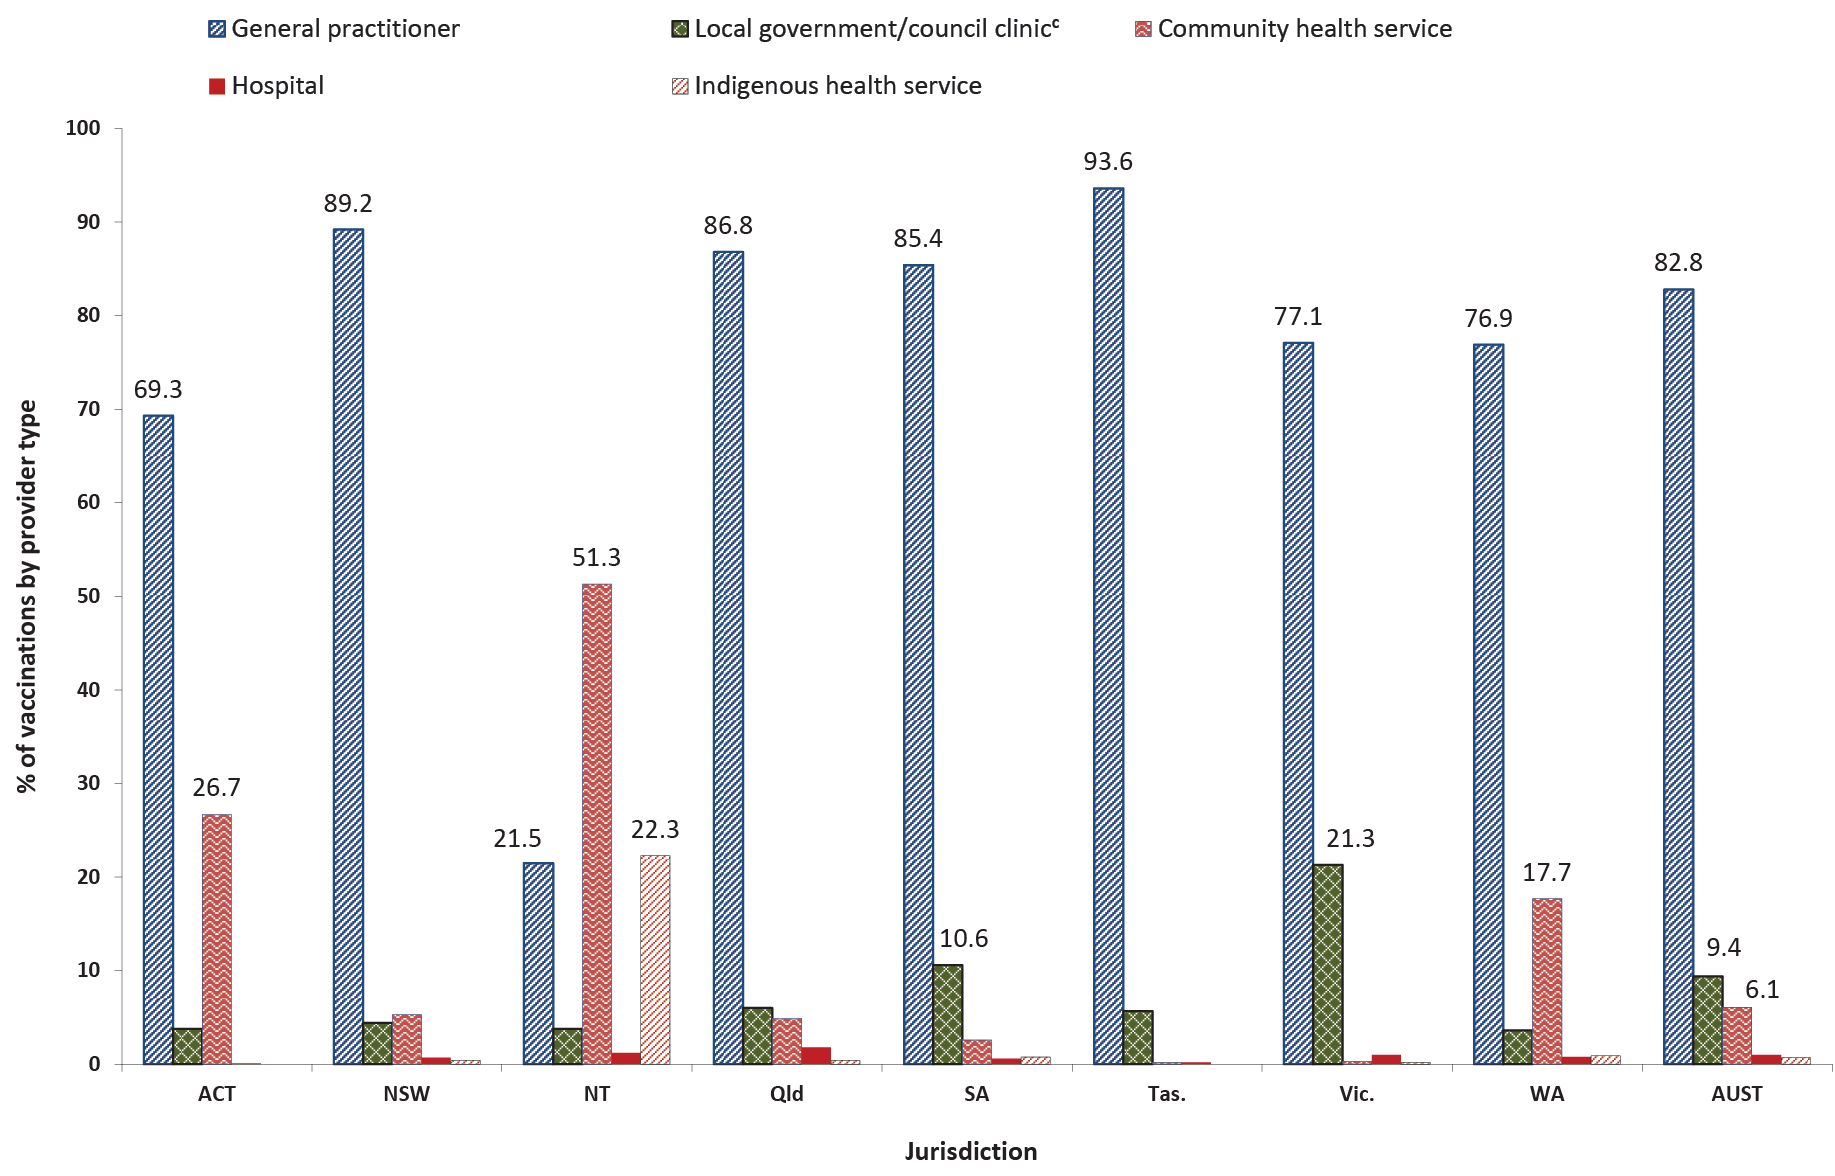 General practitioner
Local government/council clinicᶜ
Community health service
Hospital
Indigenous health service
% of vaccinations by provider type
100
90
80
70
60
50
40
30
20
10
0
69.3
26.7
89.2
21.5
51.3
22.3
86.8
85.4
10.6
93.6
77.1
21.3
76.9
17.7
82.8
9.4
6.1
ACT
NSW
NT
Qld
SA
Tas.
Vic.
WA
AUST
Jurisdiction